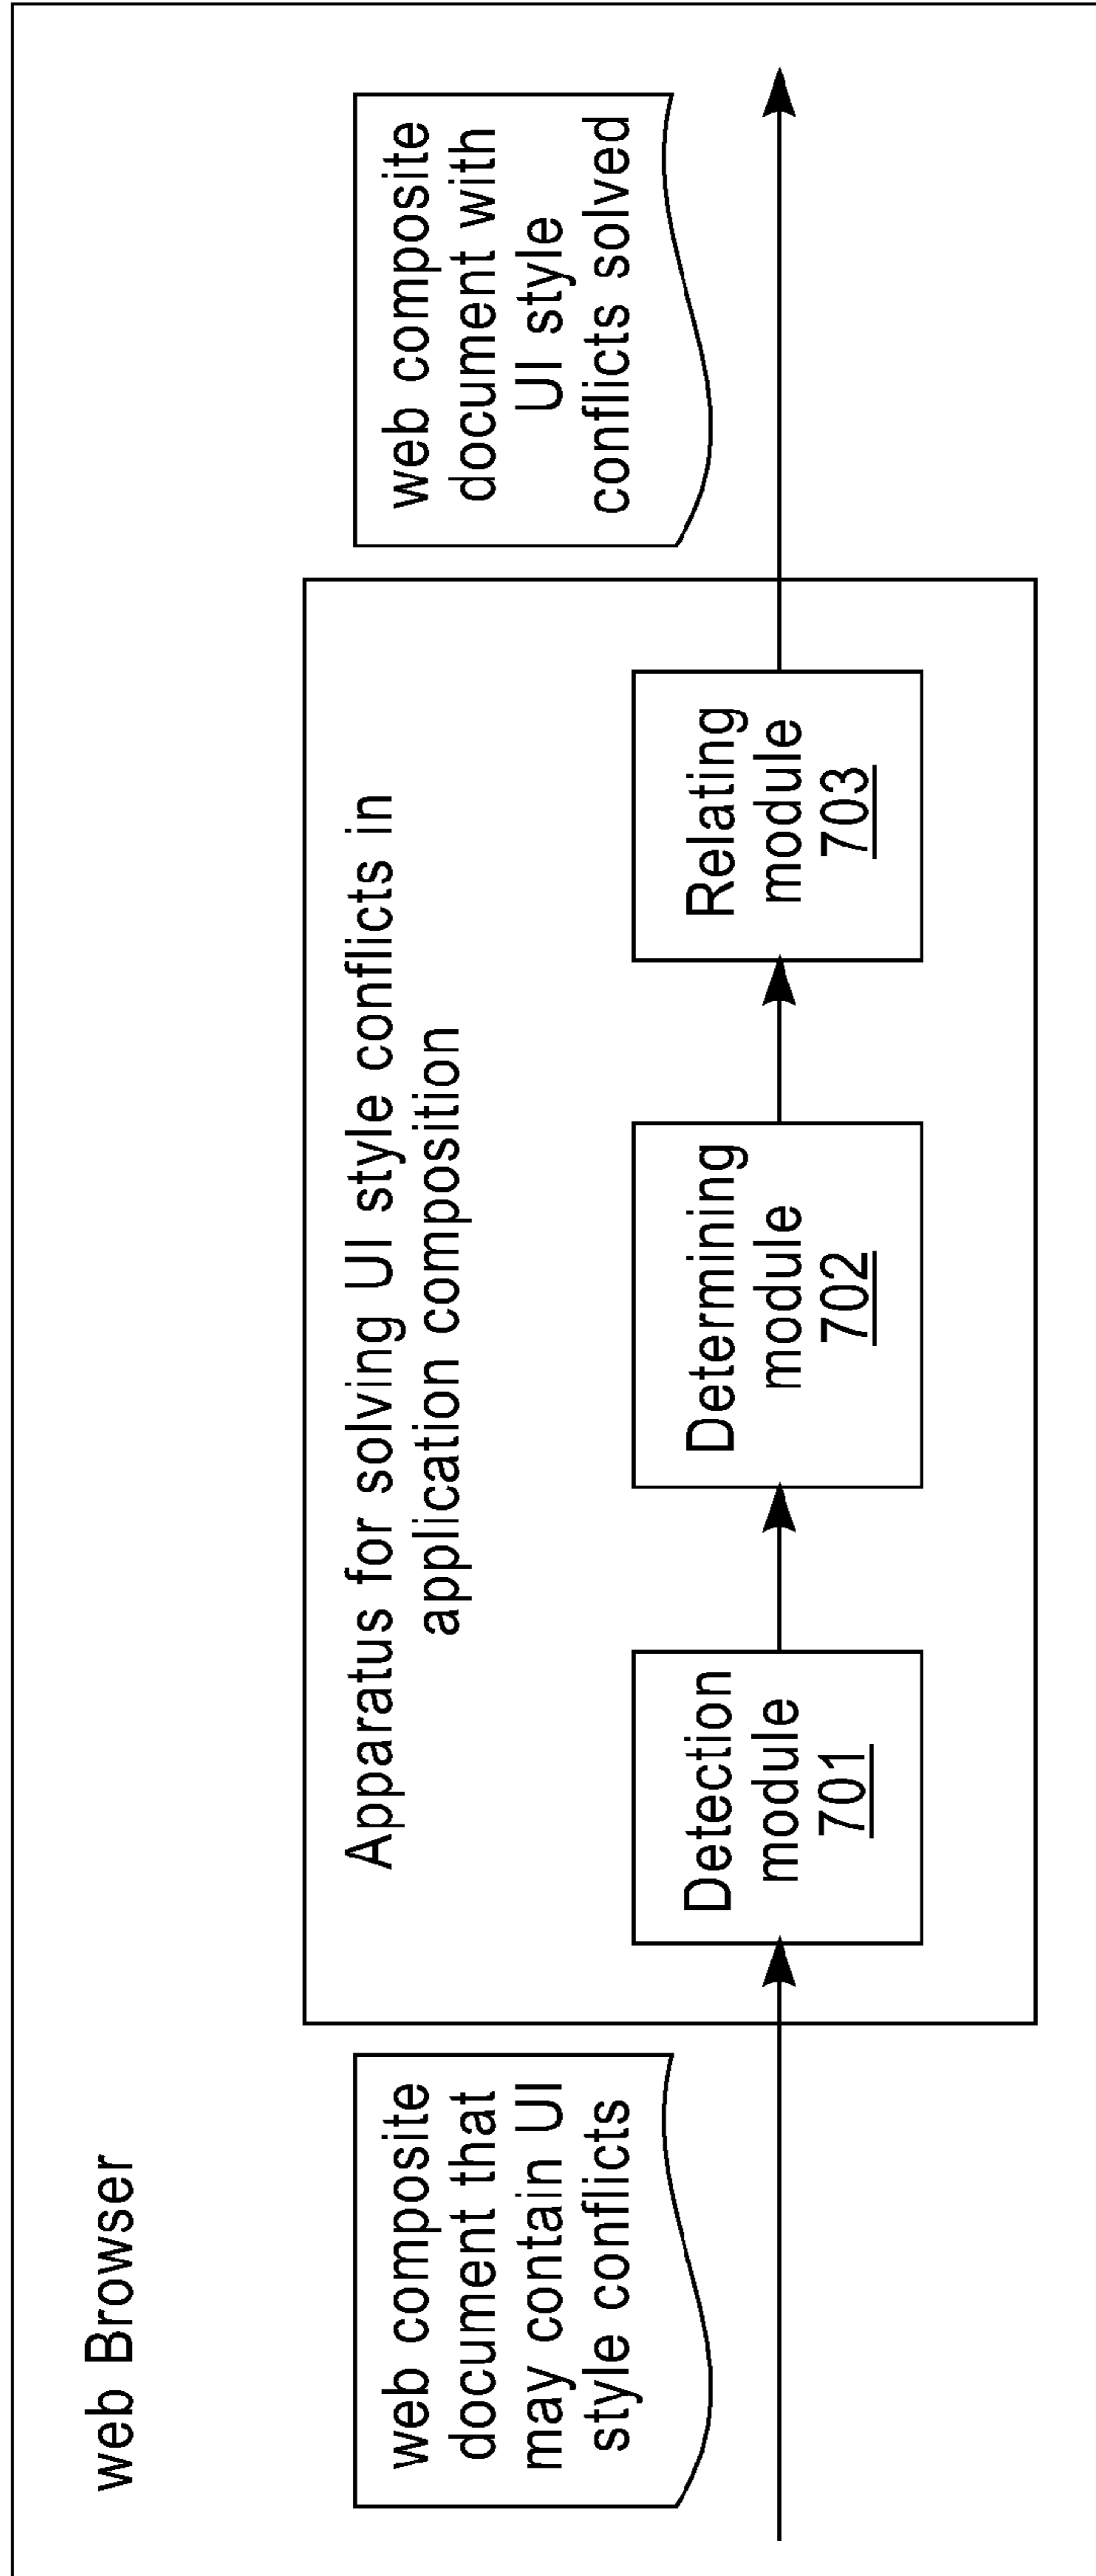 web Browser
web composite
document that
may contain UI
style conflicts
Apparatus for solving UI style conflicts in
application composition
Detection
module
701
Determining
module
702
Relating
module
703
web composite
document with
UI style
conflicts solved